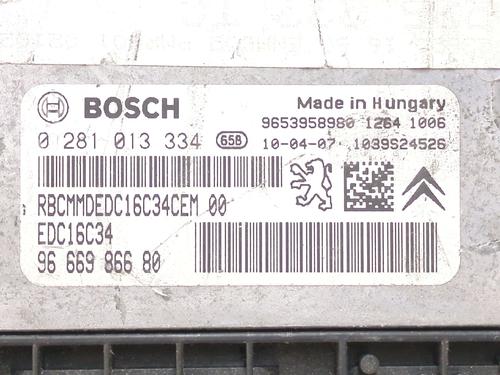 BOSCH
Made in Hungary
9653958980 1264 1006
0 281 013 334 65B 10-04-07 1039S24526
RBCMMDEDC16C34CEM 00
EDC16C34
96 669 866 80